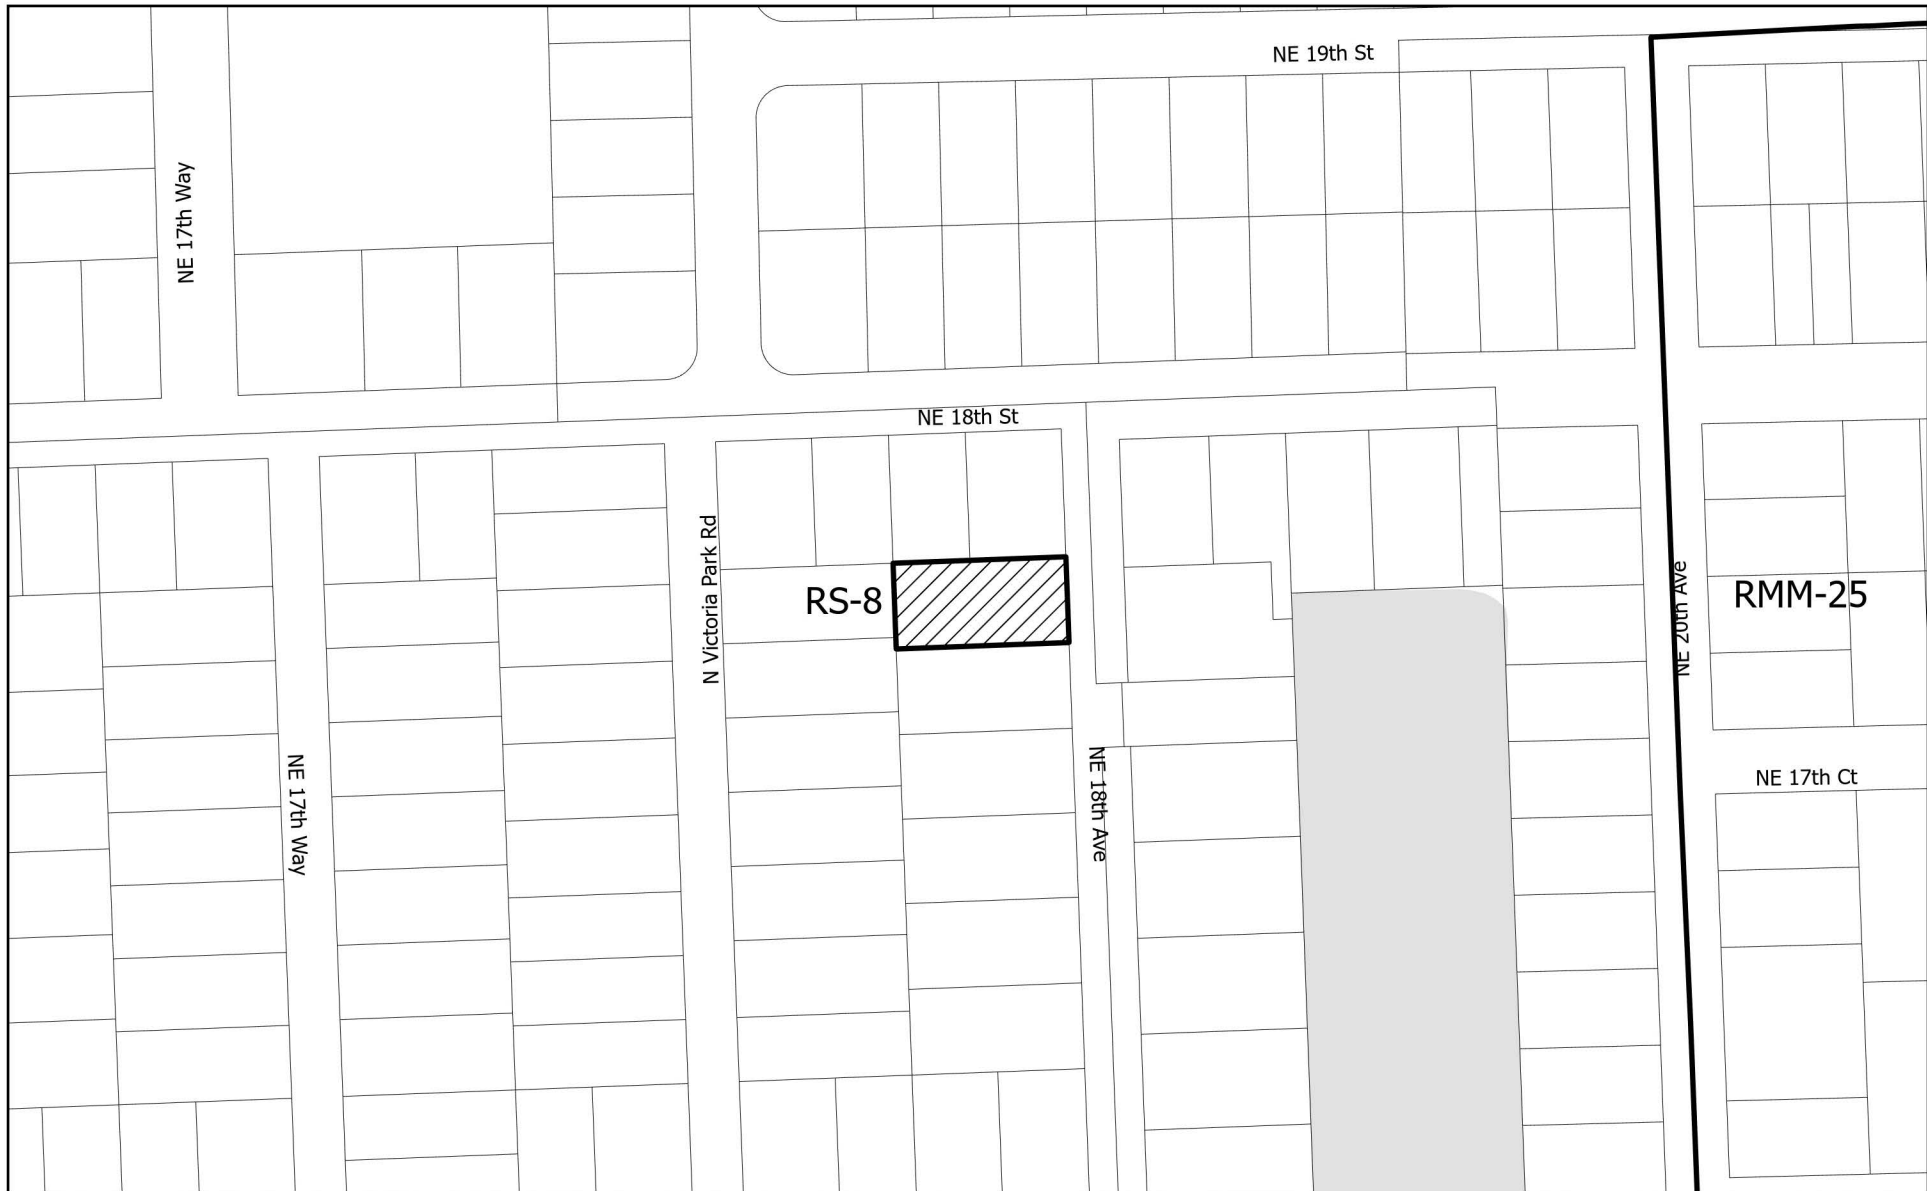 NE 19th St
NE 17th Way
NE 18th St
N Victoria Park Rd
RS-8
NE 20th Ave
RMM-25
NE 17th Way
NE 18th Ave
NE 17th Ct